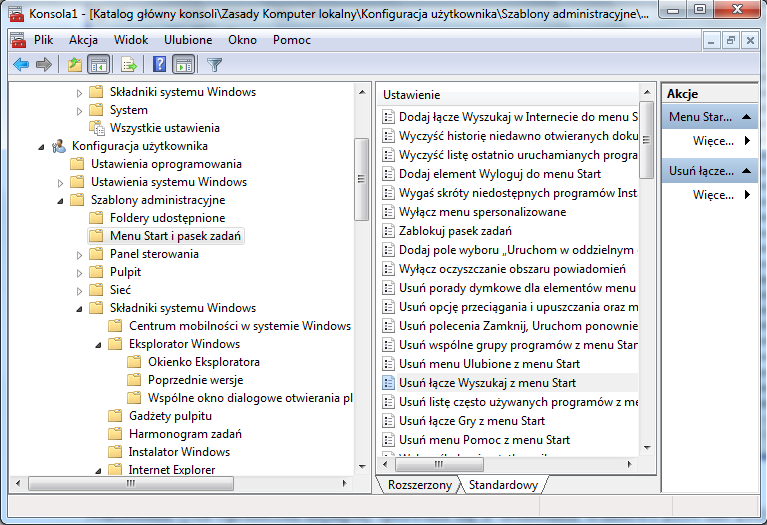 Konsola1 - [Katalog główny konsoli\Zasady Komputer lokalny\Konfiguracja użytkownika\Szablony administracyjne\...
Plik Akcja Widok Ulubione Okno Pomoc
Składniki systemu Windows
System
Wszystkie ustawienia
Konfiguracja użytkownika
Ustawienia oprogramowania
Ustawienia systemu Windows
Szablony administracyjne
Foldery udostępnione
Menu Start i pasek zadań
Panel sterowania
Pulpit
Sieć
Składniki systemu Windows
Centrum mobilności w systemie Windows
Eksplorator Windows
Okienko Eksploratora
Poprzednie wersje
Wspólne okno dialogowe otwierania pl
Gadżety pulpitu
Harmonogram zadań
Instalator Windows
Internet Explorer
Ustawienie
Dodaj łącze Wyszukaj w Internecie do menu S
Wyczyść historię niedawno otwieranych doku
Wyczyść listę ostatnio uruchamianych progra
Dodaj element Wyloguj do menu Start
Wygaś skróty niedostępnych programów Inst
Wyłącz menu spersonalizowane
Zablokuj pasek zadań
Dodaj pole wyboru „Uruchom w oddzielnym
Wyłącz oczyszczanie obszaru powiadomień
Usuń porady dymkowe dla elementów menu
Usuń opcję przeciągania i upuszczania oraz m
Usuń polecenia Zamknij, Uruchom ponownie
Usuń wspólne grupy programów z menu Star
Usuń menu Ulubione z menu Start
Usuń łącze Wyszukaj z menu Start
Usuń listę często używanych programów z me
Usuń łącze Gry z menu Start
Usuń menu Pomoc z menu Start
Rozszerzony Standardowy
Akcje
Menu Star...
Więce...
Usuń łącze...
Więce...